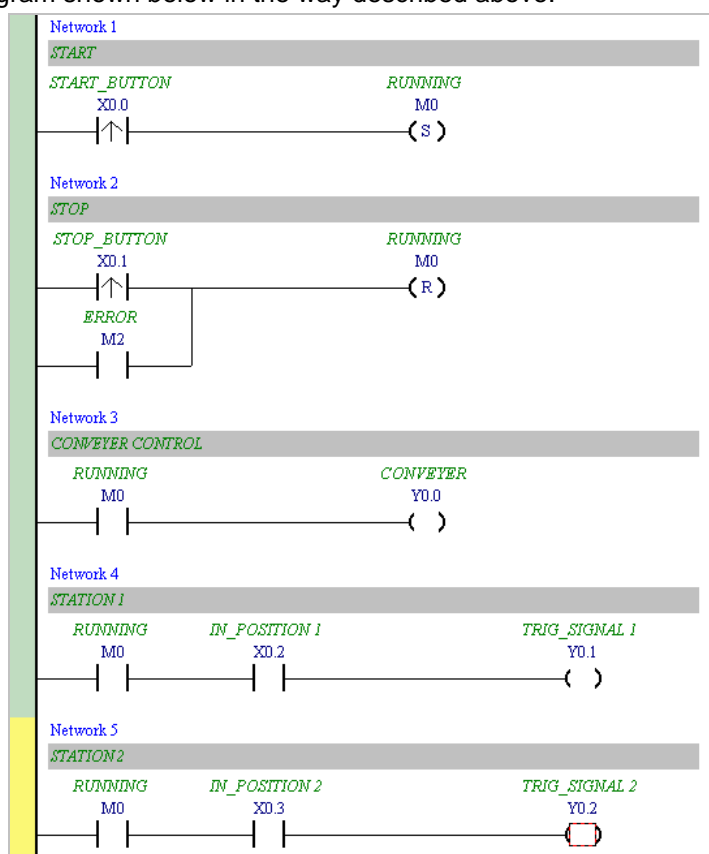 gram shown below in the way described above.
Network 1
START
START_BUTTON RUNNING
X0.0 M0
S
Network 2
STOP
STOP_BUTTON RUNNING
X0.1 M0
R
ERROR
M2
Network 3
CONVEYER CONTROL
RUNNING CONVEYER
M0 Y0.0
Network 4
STATION 1
RUNNING IN_POSITION 1 TRIG_SIGNAL 1
M0 X0.2 Y0.1
Network 5
STATION 2
RUNNING IN_POSITION 2 TRIG_SIGNAL 2
M0 X0.3 Y0.2